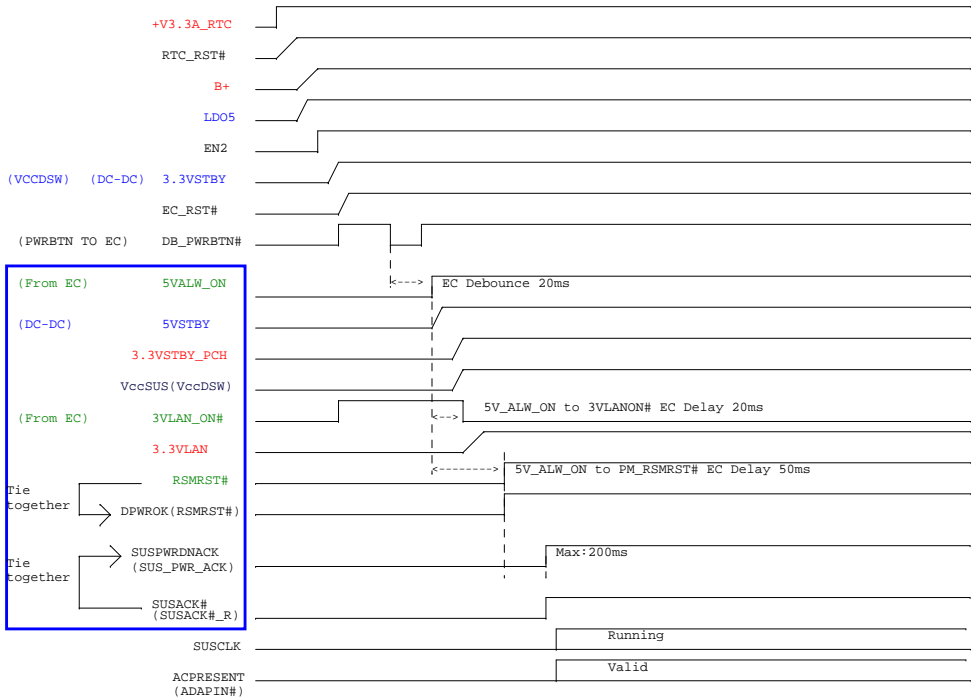 +V3.3A_RTC
RTC_RST#
B+
LDO5
EN2
(VCCDSW) (DC-DC) 3.3VSTBY
EC_RST#
(PWRBTN TO EC) DB_PWRBTN#
(From EC) 5VALW_ON EC Debounce 20ms
(DC-DC) 5VSTBY
3.3VSTBY_PCH
VccSUS(VccDSW)
(From EC) 3VLAN_ON# 5V_ALW_ON to 3VLANON# EC Delay 20ms
3.3VLAN
5V_ALW_ON to PM_RSMRST# EC Delay 50ms
RSMRST#
Tie
together
DPWROK(RSMRST#)
SUSPWRDNACK Max:200ms
(SUS_PWR_ACK)
Tie
together
SUSACK#
(SUSACK#_R)
SUSCLK Running
ACPRESENT Valid
(ADAPIN#)